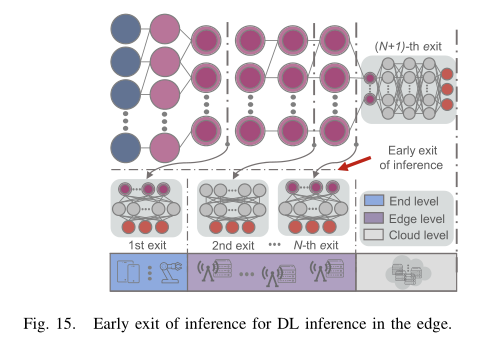 (N+1)-th exit
Early exit
of inference
1st exit
2nd exit
N-th exit
End level
Edge level
Cloud level
Fig. 15. Early exit of inference for DL inference in the edge.